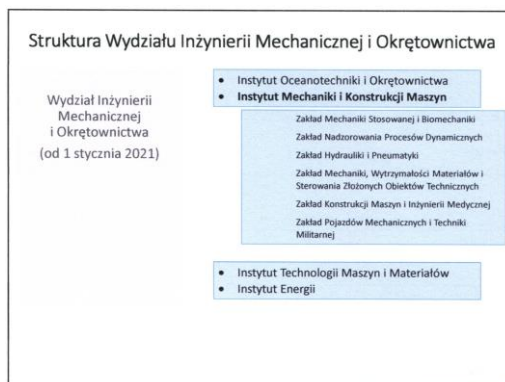 Struktura Wydziału Inżynierii Mechanicznej i Okrętownictwa
Wydział Inżynierii
Mechanicznej
i Okrętownictwa
(od 1 stycznia 2021)
• Instytut Oceanotechniki i Okrętownictwa
• Instytut Mechaniki i Konstrukcji Maszyn
Zakład Mechaniki Stosowanej i Biomechaniki
Zakład Nadzorowania Procesów Dynamicznych
Zakład Hydrauliki i Pneumatyki
Zakład Mechaniki, Wytrzymałości Materiałów i
Sterowania Złożonych Obiektów Technicznych
Zakład Konstrukcji Maszyn i Inżynierii Medycznej
Zakład Pojazdów Mechanicznych i Techniki
Militarnej
• Instytut Technologii Maszyn i Materiałów
• Instytut Energii